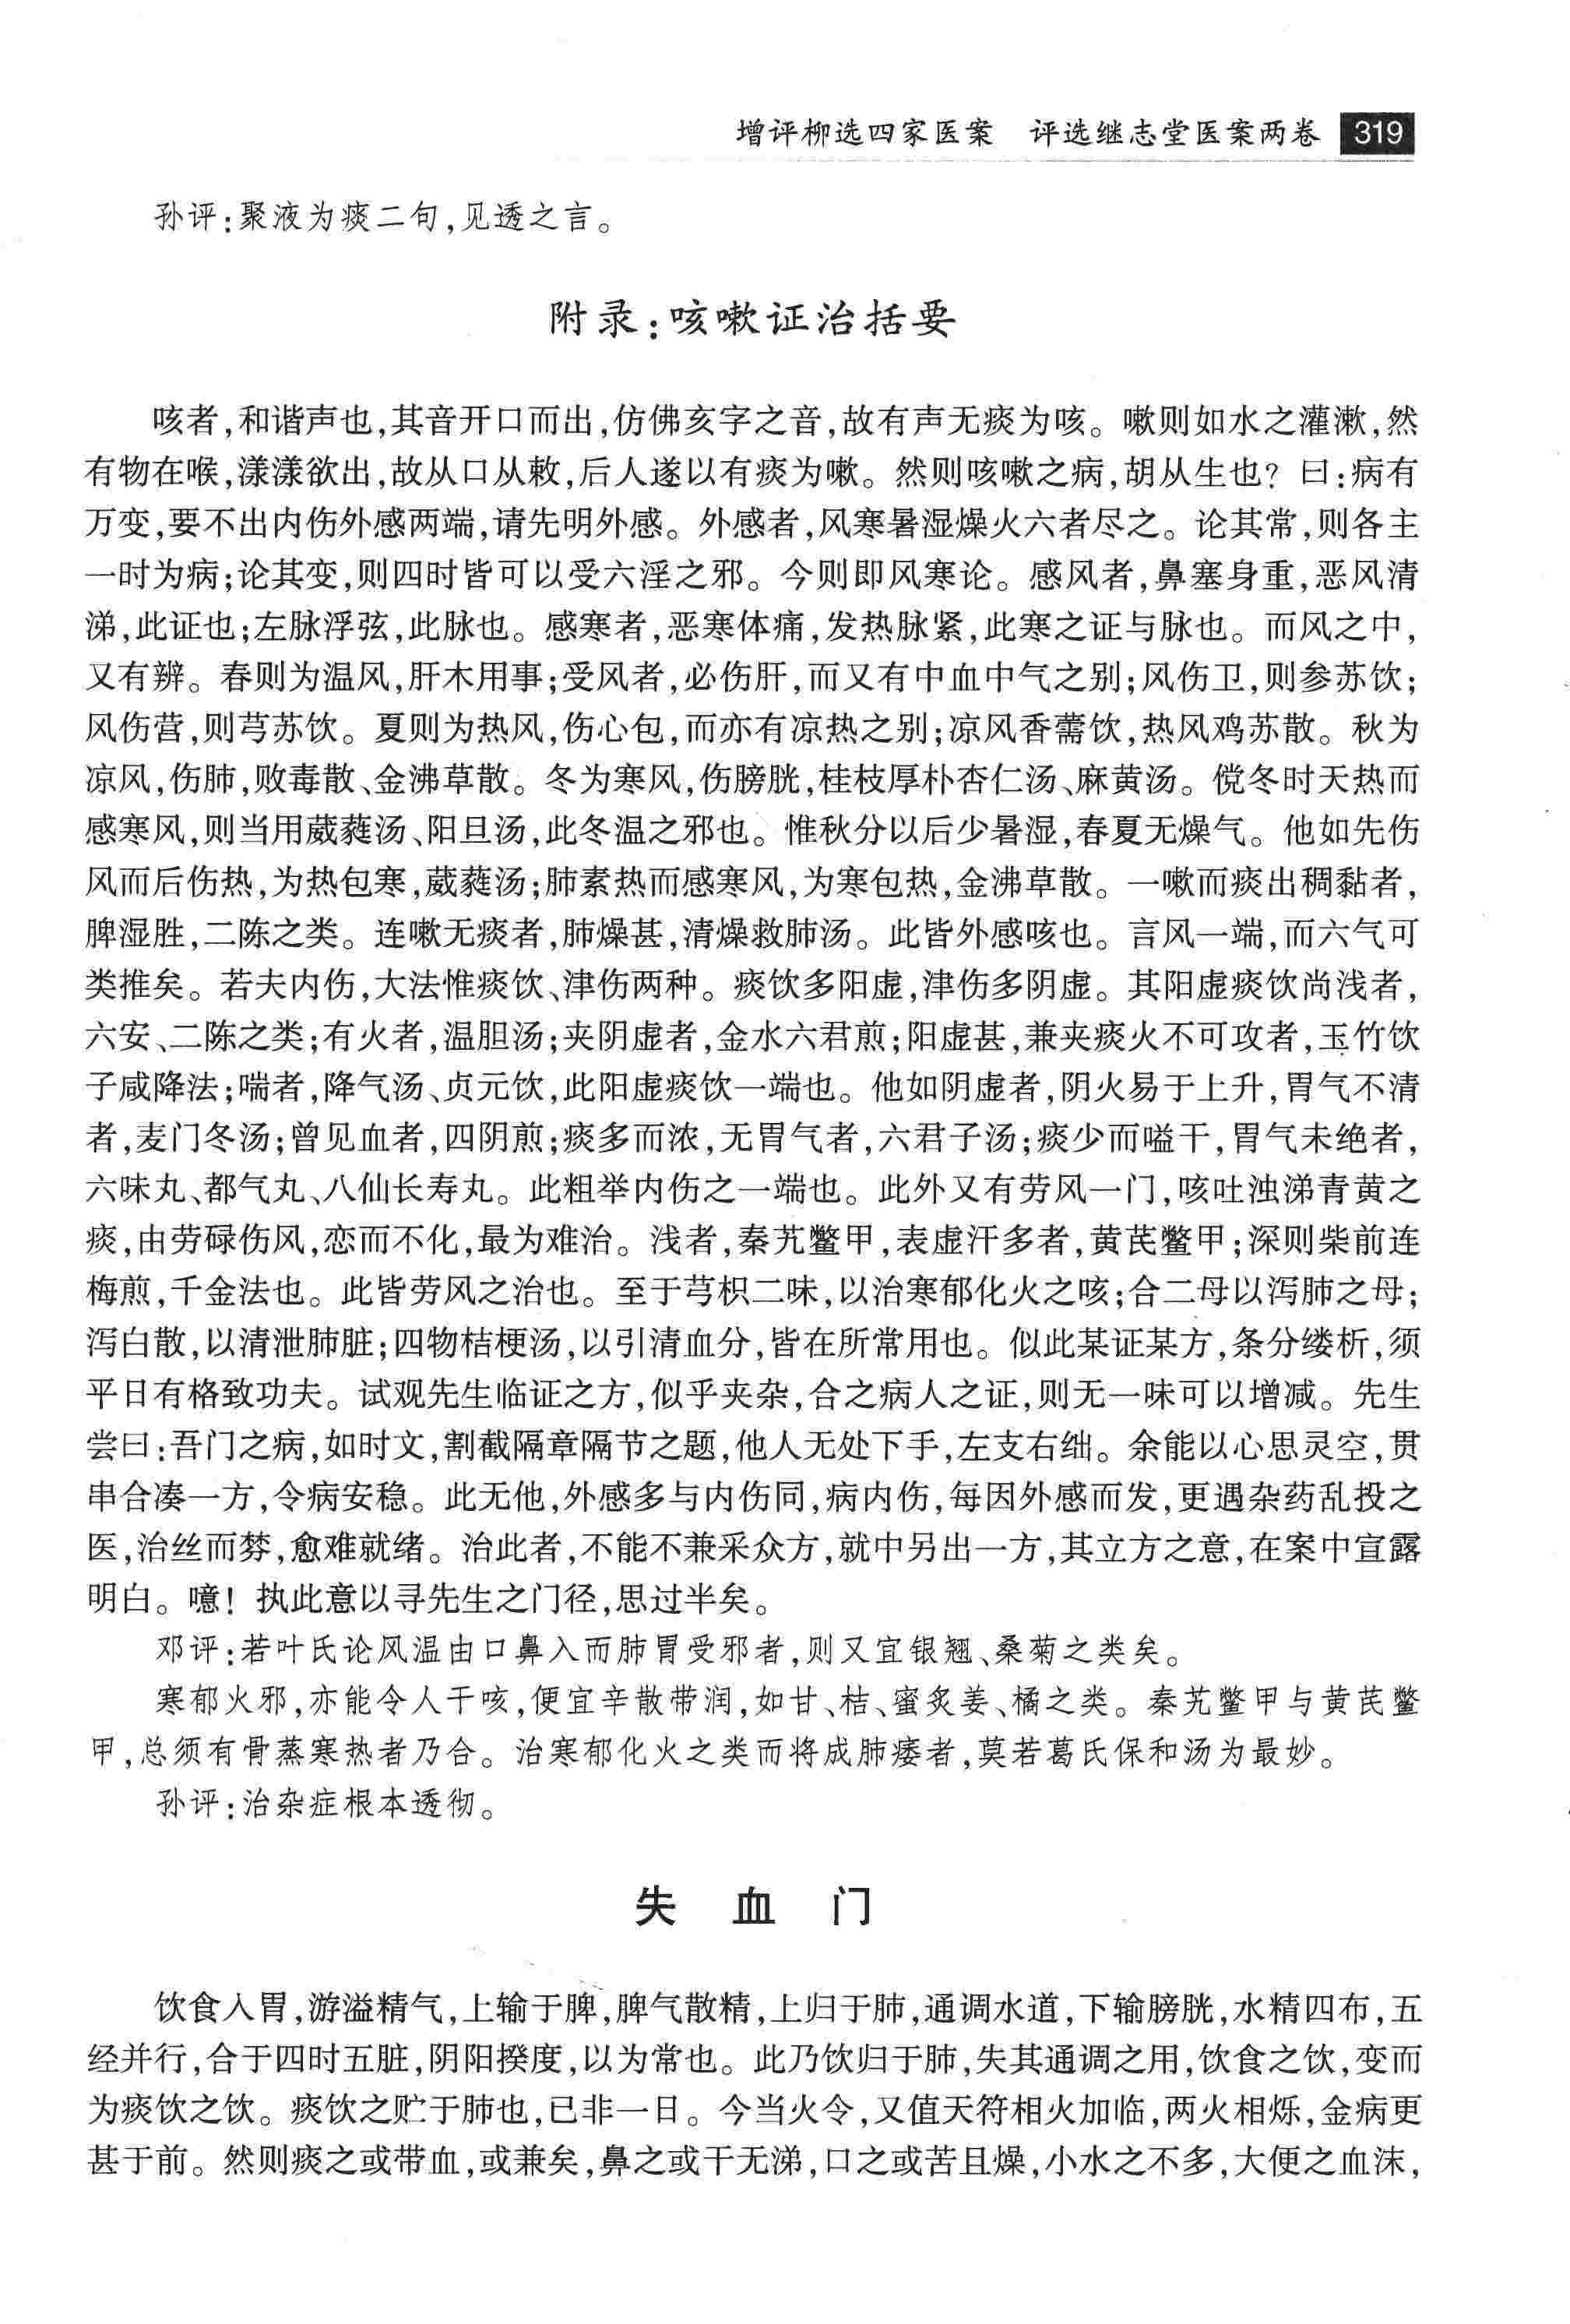 增评柳选四家医案　评选继志堂医案两卷 319
孙评:聚液为痰二句,见透之言。
附录:咳嗽证治括要
咳者,和谐声也,其音开口而出,仿佛亥字之音,故有声无痰为咳。嗽则如水之灌漱,然
有物在喉,漾漾欲出,故从口从敕,后人遂以有痰为嗽。然则咳嗽之病,胡从生也?曰:病有
万变,要不出内伤外感两端,请先明外感。外感者,风寒暑湿燥火六者尽之。论其常,则各主
一时为病;论其变,则四时皆可以受六淫之邪。今则即风寒论。感风者,鼻塞身重,恶风清
涕,此证也;左脉浮弦,此脉也。感寒者,恶寒体痛,发热脉紧,此寒之证与脉也。而风之中,
又有辨。春则为温风,肝木用事;受风者,必伤肝,而又有中血中气之别;风伤卫,则参苏饮;
风伤营,则芎苏饮。夏则为热风,伤心包,而亦有凉热之别;凉风香薷饮,热风鸡苏散。秋为
凉风,伤肺,败毒散、金沸草散。冬为寒风,伤膀胱,桂枝厚朴杏仁汤、麻黄汤。傥冬时天热而
感寒风,则当用葳蕤汤、阳旦汤,此冬温之邪也。惟秋分以后少暑湿,春夏无燥气。他如先伤
风而后伤热,为热包寒,葳蕤汤;肺素热而感寒风,为寒包热,金沸草散。一嗽而痰出稠黏者,
脾湿胜,二陈之类。连嗽无痰者,肺燥甚,清燥救肺汤。此皆外感咳也。言风一端,而六气可
类推矣。若夫内伤,大法惟痰饮、津伤两种。痰饮多阳虚,津伤多阴虚。其阳虚痰饮尚浅者,
六安、二陈之类;有火者,温胆汤;夹阴虚者,金水六君煎;阳虚甚,兼夹痰火不可攻者,玉竹饮
子咸降法;喘者,降气汤、贞元饮,此阳虚痰饮一端也。他如阴虚者,阴火易于上升,胃气不清
者,麦门冬汤;曾见血者,四阴煎;痰多而浓,无胃气者,六君子汤;痰少而嗌干,胃气未绝者,
六味丸、都气丸、八仙长寿丸。此粗举内伤之一端也。此外又有劳风一门,咳吐浊涕青黄之
痰,由劳碌伤风,恋而不化,最为难治。浅者,秦艽鳖甲,表虚汗多者,黄芪鳖甲;深则柴前连
梅煎,千金法也。此皆劳风之治也。至于芎枳二味,以治寒郁化火之咳;合二母以泻肺之母;
泻白散,以清泄肺脏;四物桔梗汤,以引清血分,皆在所常用也。似此某证某方,条分缕析,须
平日有格致功夫。试观先生临证之方,似乎夹杂,合之病人之证,则无一味可以增减。先生
尝曰:吾门之病,如时文,割截隔章隔节之题,他人无处下手,左支右绌。余能以心思灵空,贯
串合凑一方,令病安稳。此无他,外感多与内伤同,病内伤,每因外感而发,更遇杂药乱投之
医,治丝而棼,愈难就绪。治此者,不能不兼采众方,就中另出一方,其立方之意,在案中宣露
明白。噫!执此意以寻先生之门径,思过半矣。
邓评:若叶氏论风温由口鼻入而肺胃受邪者,则又宜银翘、桑菊之类矣。
寒郁火邪,亦能令人干咳,便宜辛散带润,如甘、桔、蜜炙姜、橘之类。秦艽鳖甲与黄芪鳖
甲,总须有骨蒸寒热者乃合。治寒郁化火之类而将成肺痿者,莫若葛氏保和汤为最妙。
孙评:治杂症根本透彻。
失血门
饮食入胃,游溢精气,上输于脾,脾气散精,上归于肺,通调水道,下输膀胱,水精四布,五
经并行,合于四时五脏,阴阳揆度,以为常也。此乃饮归于肺,失其通调之用,饮食之饮,变而
为痰饮之饮。痰饮之贮于肺也,已非一日。今当火令,又值天符相火加临,两火相烁,金病更
甚于前。然则痰之或带血,或兼矣,鼻之或干无涕,口之或苦且燥,小水之不多,大便之血沫,